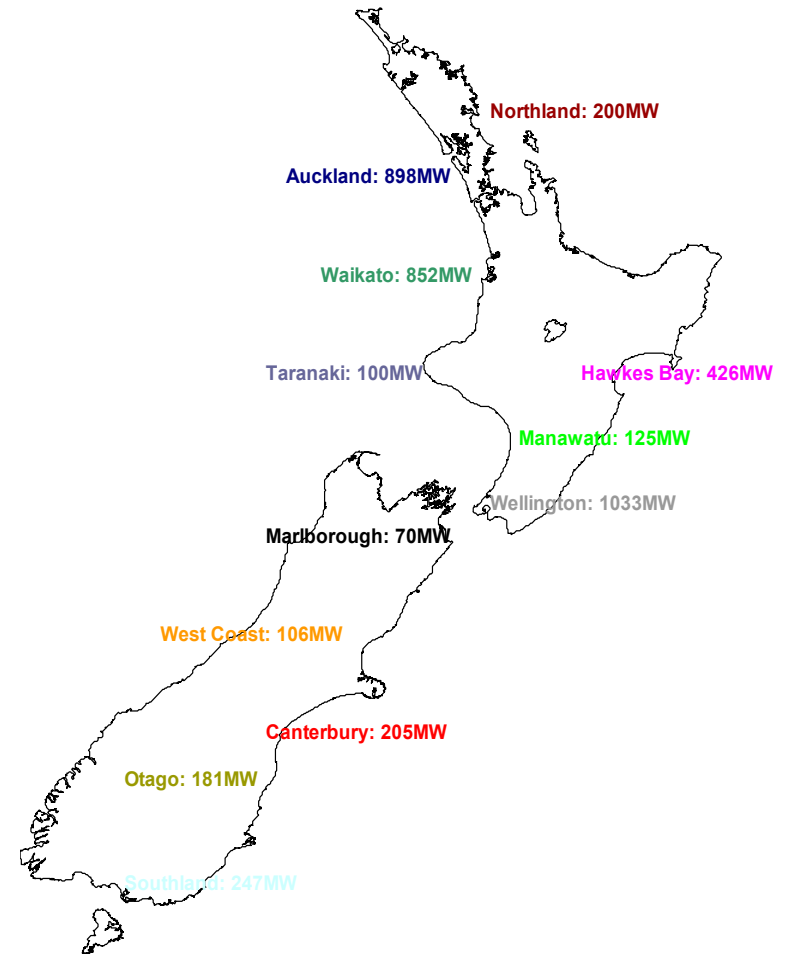 Northland: 200MW
Auckland: 898MW
Waikato: 852MW
Taranaki: 100MW
Hawkes Bay: 426MW
Manawatu: 125MW
Wellington: 1033MW
Marlborough: 70MW
West Coast: 106MW
Canterbury: 205MW
Otago: 181MW
Southland: 247MW